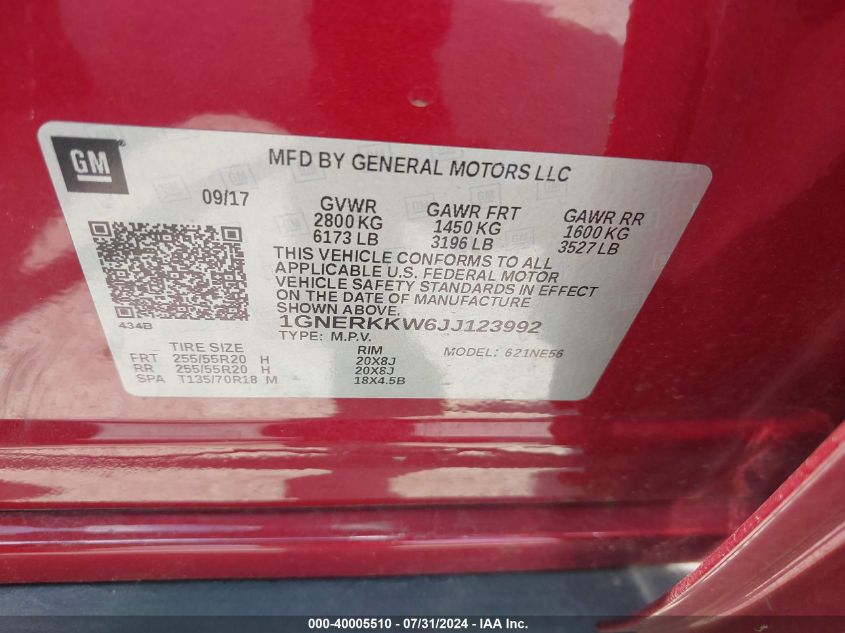 GM
MFD BY GENERAL MOTORS LLC
09/17
GVWR GAWR FRT GAWR RR
2800 KG 1450 KG 1600 KG
6173 LB 3196 LB 3527 LB
THIS VEHICLE CONFORMS TO ALL
APPLICABLE U.S. FEDERAL MOTOR
VEHICLE SAFETY STANDARDS IN EFFECT
ON THE DATE OF MANUFACTURE
SHOWN ABOVE.
434B
1GNERKKW6JJ123992
TYPE: M.P.V.
MODEL: 621NE56
TIRE SIZE RIM
FRT 255/55R20 H 20X8J
RR 255/55R20 H 20X8J
SPA T135/70R18 M 18X4.5B
000-40005510 / 07/31/2024 - IAA Inc.